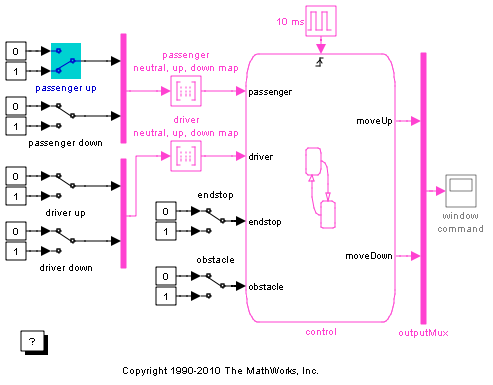 10 ms
0
1
passenger up
passenger
neutral, up, down map
0
1
passenger down
passenger
moveUp
driver
neutral, up, down map
0
1
driver up
driver
endstop
0
1
endstop
window
command
0
1
driver down
moveDown
obstacle
0
1
obstacle
control
outputMux
?
Copyright 1990-2010 The MathWorks, Inc.